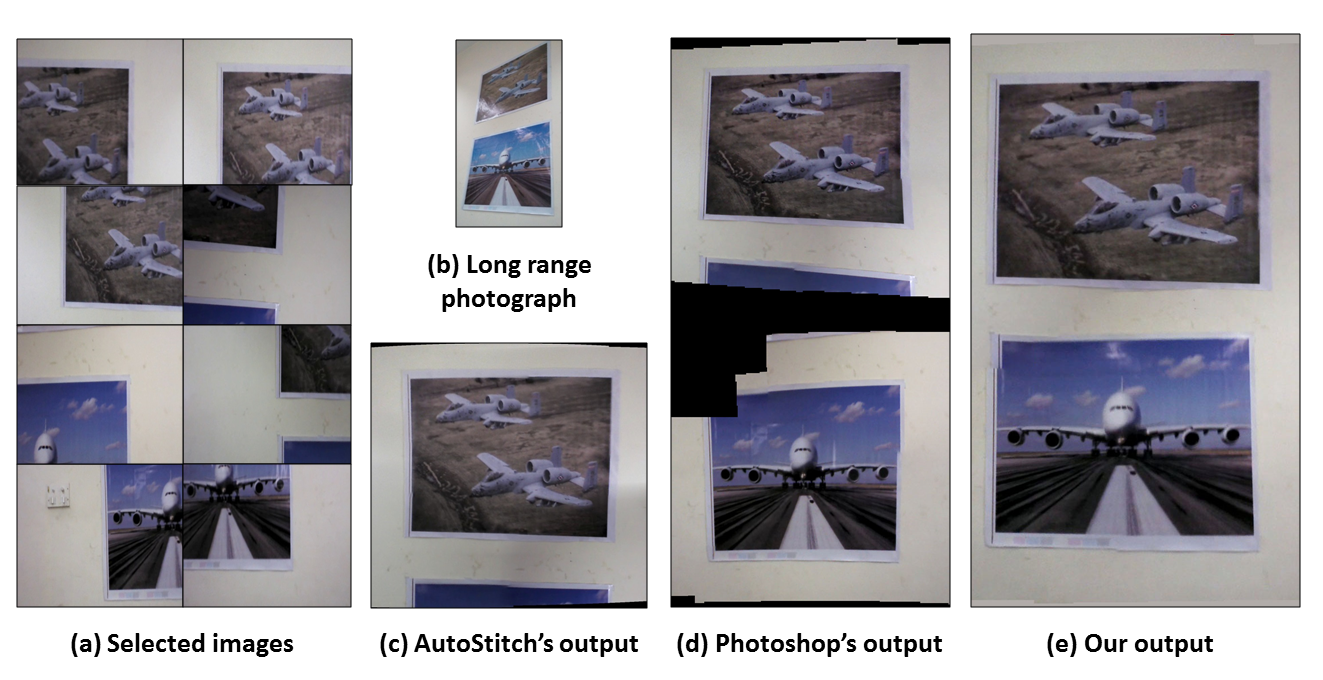 (b) Long range
photograph
(a) Selected images
(c) AutoStitch's output
(d) Photoshop's output
(e) Our output